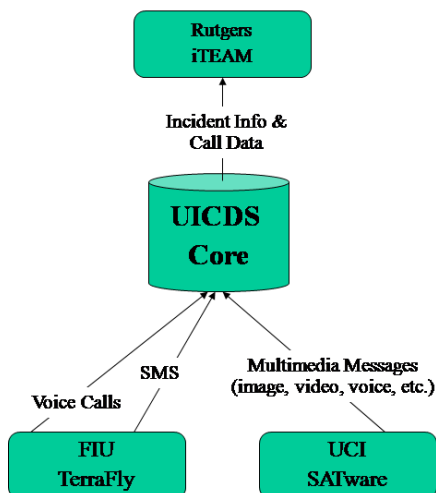 Rutgers
iTEAM
Incident Info &
Call Data
UICDS
Core
SMS
Multimedia Messages
(image, video, voice, etc.)
Voice Calls
FIU
TerraFly
UCI
SATware